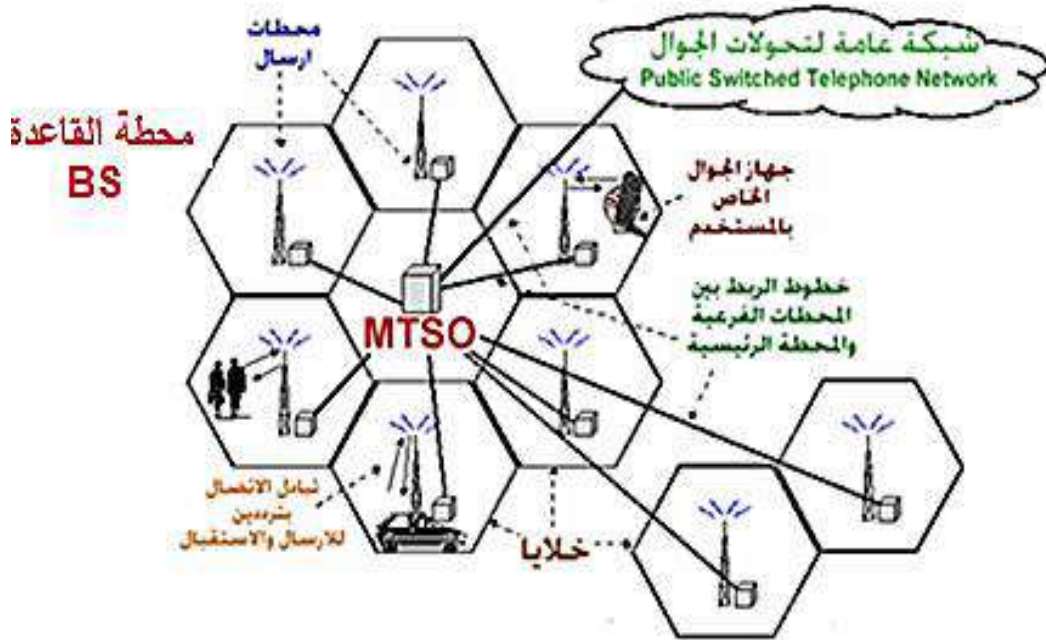 محطات
ارسال
شبكة عامة لتحولات الجوال
Public Switched Telephone Network
محطة القاعدة
BS
جهاز الجوال
الخاص
بالمستخدم
خطوط الربط بين
المحطات الفرعية
والمحطة الرئيسية
MTSO
تبادل الاتصال
بترددين
للارسال والاستقبال
خلايا